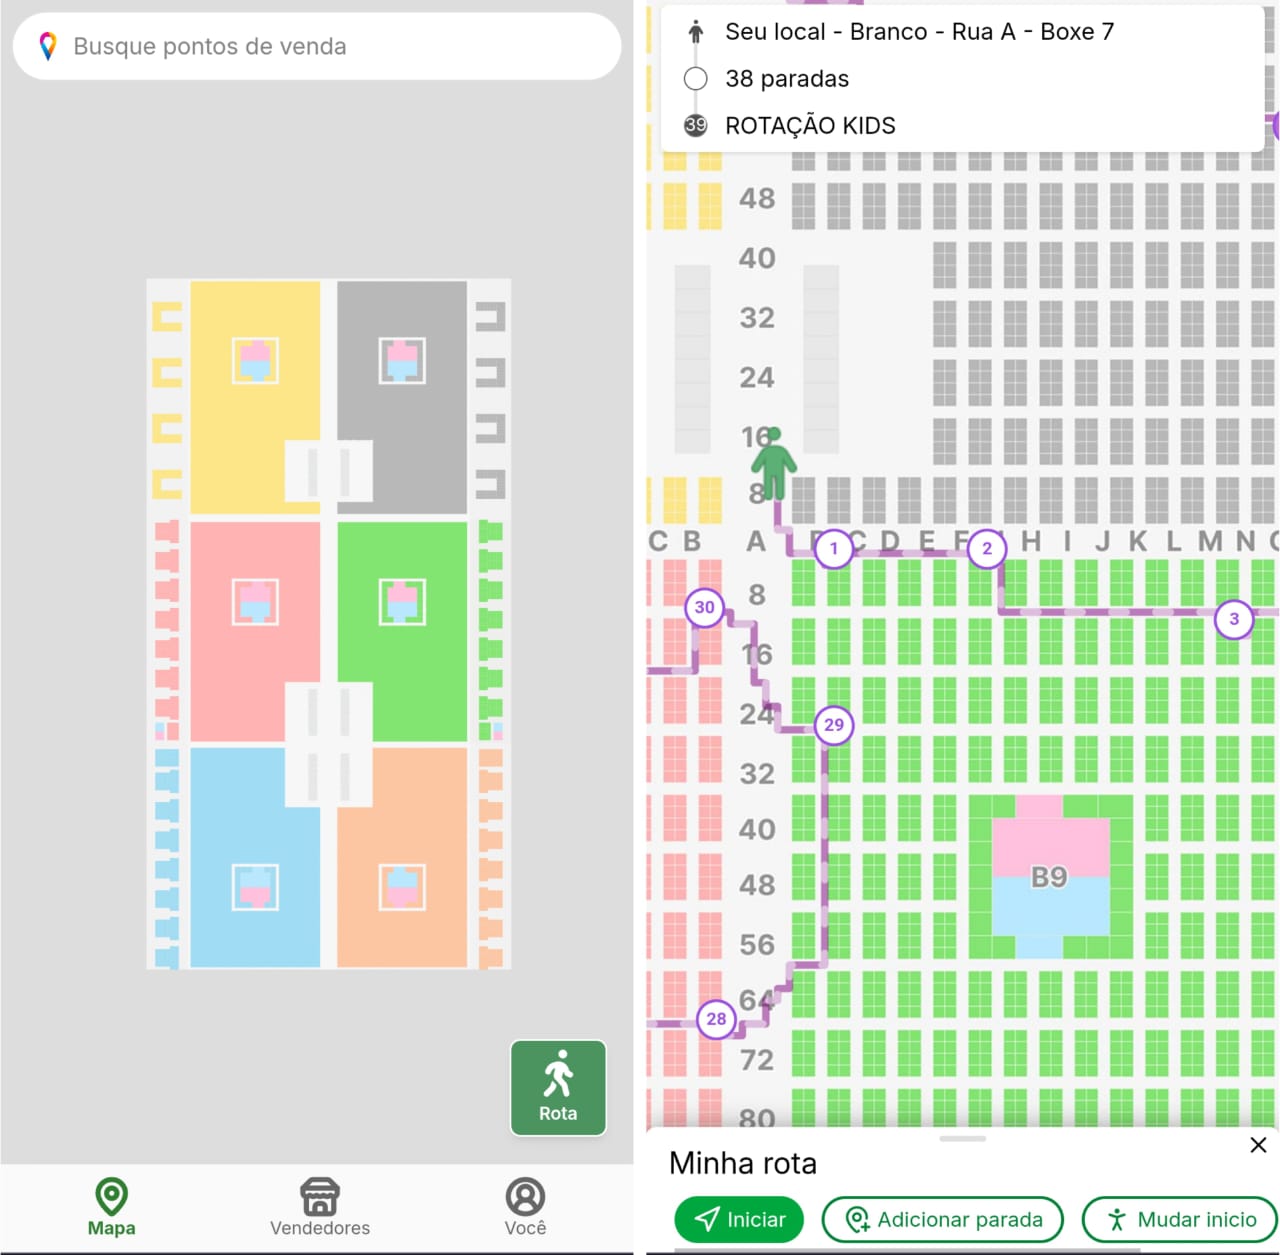 Busque pontos de venda
Rota
Mapa
Vendedores
Você
Seu local - Branco - Rua A - Boxe 7
38 paradas
39 ROTAÇÃO KIDS
48
40
32
24
16
8
C B A C D E F H I J K L M N
1
2
8
30
3
16
24
29
32
40
B9
48
56
64
28
72
80
Minha rota
Iniciar
Adicionar parada
Mudar inicio